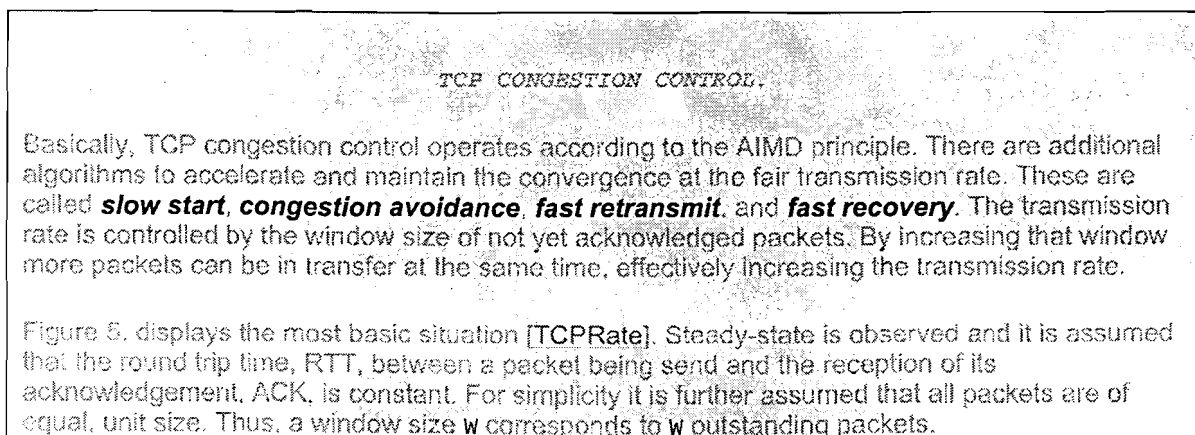 TCP CONGESTION CONTROL.
Basically, TCP congestion control operates according to the AIMD principle. There are additional
algorithms to accelerate and maintain the convergence at the fair transmission rate. These are
called slow start, congestion avoidance, fast retransmit, and fast recovery. The transmission
rate is controlled by the window size of not yet acknowledged packets. By increasing that window
more packets can be in transfer at the same time, effectively increasing the transmission rate.
Figure 5. displays the most basic situation [TCPRate]. Steady-state is observed and it is assumed
that the round trip time, RTT, between a packet being send and the reception of its
acknowledgement, ACK, is constant. For simplicity it is further assumed that all packets are of
equal, unit size. Thus, a window size w corresponds to w outstanding packets.